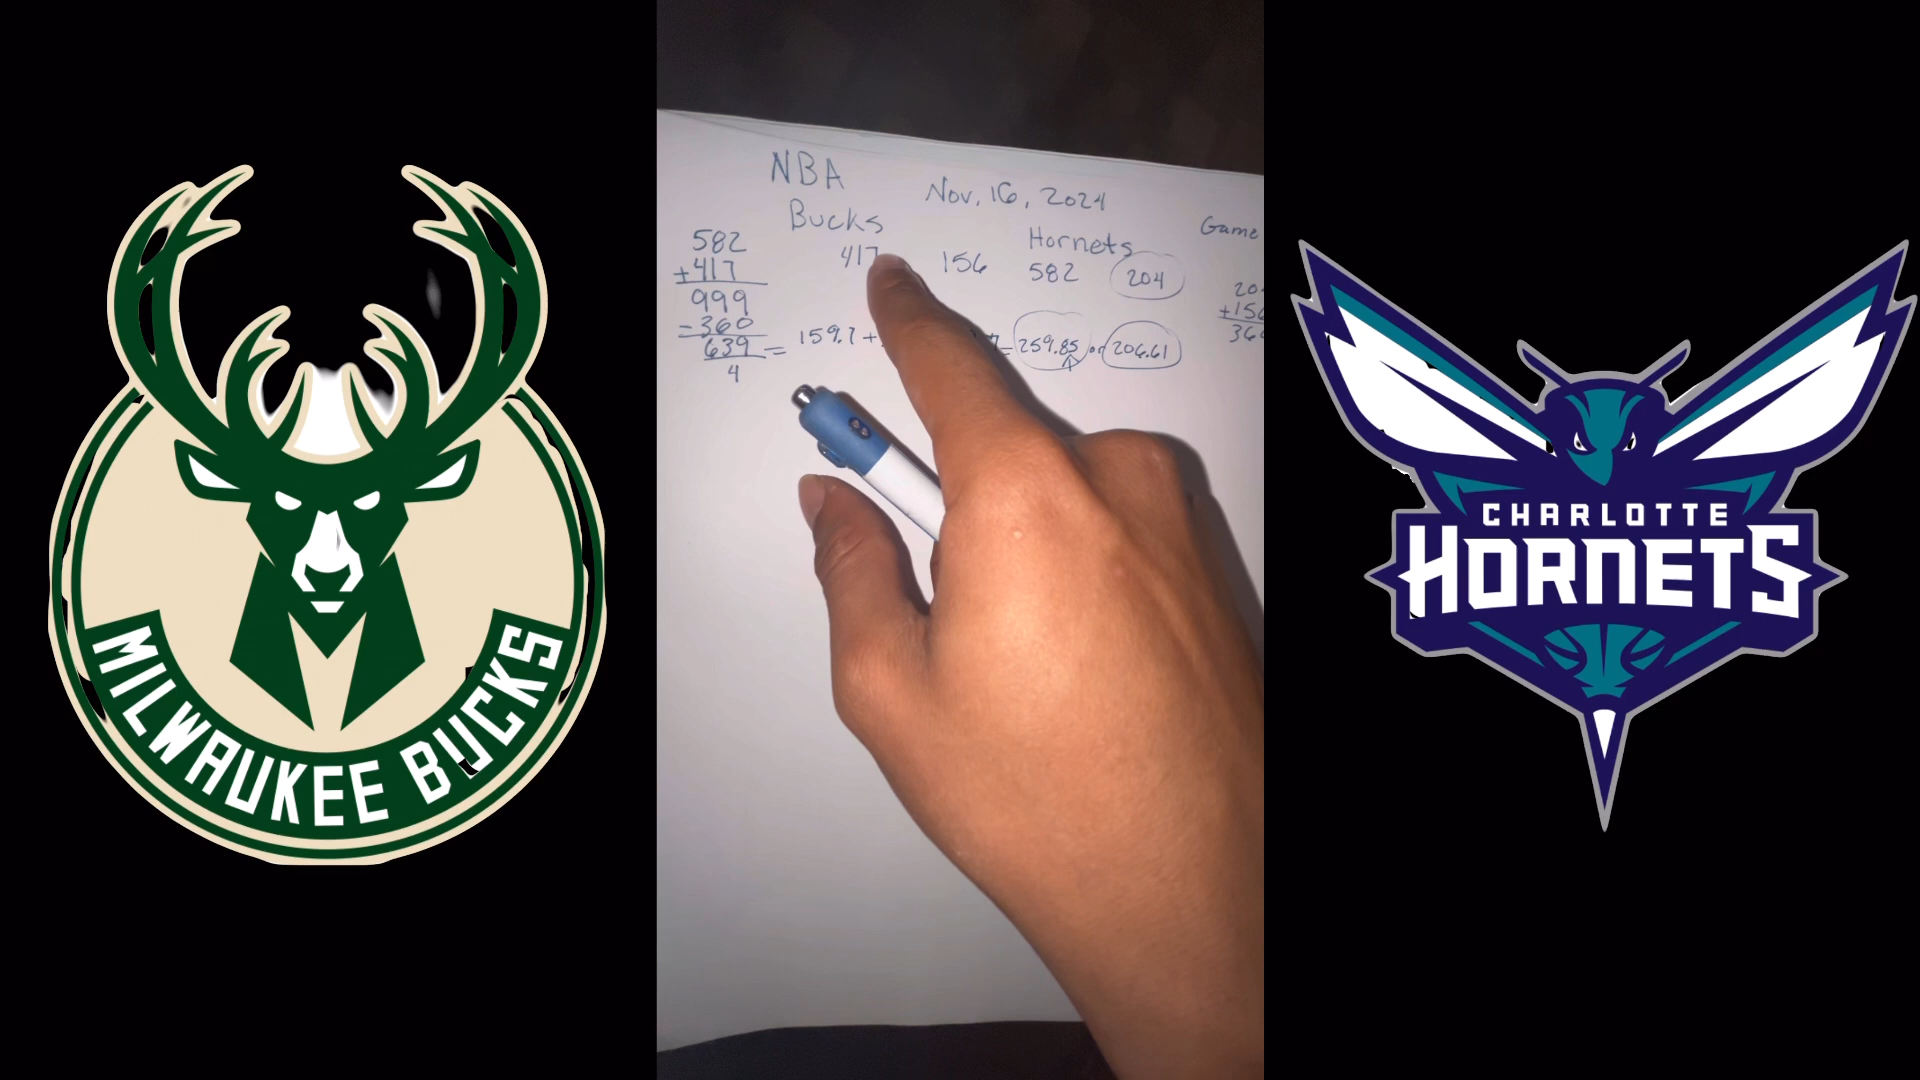 MILWAUKEE BUCKS
NBA
Nov, 16, 2024
Bucks
Hornets
Game
582
+417
999
-360
639
4
=
417
156
582
204
159.7+
=259.85 or 206.61
CHARLOTTE
HORNETS